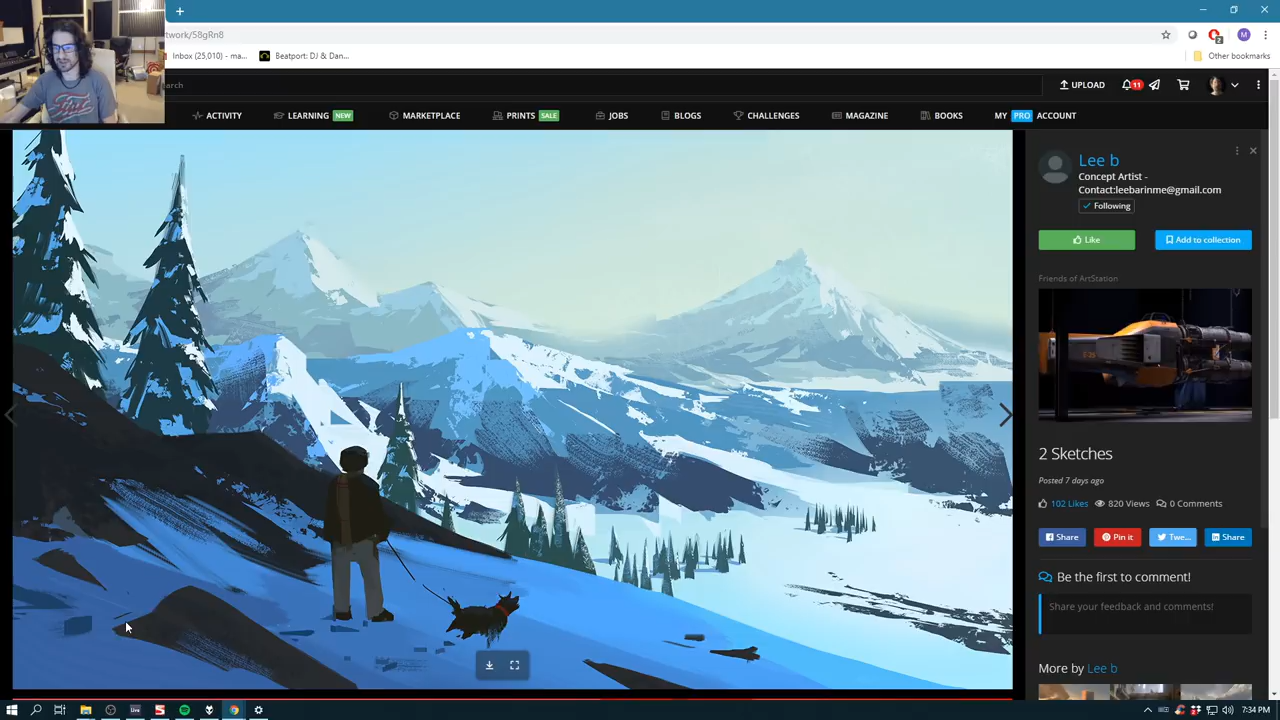 twork/58gRn8
Inbox (25,010) - ma...
Beatport: DJ & Dan...
Other bookmarks
arch
UPLOAD
11
ACTIVITY
LEARNING NEW
MARKETPLACE
PRINTS SALE
JOBS
BLOGS
CHALLENGES
MAGAZINE
BOOKS
MY PRO ACCOUNT
Lee b
Concept Artist -
Contact:leebarinme@gmail.com
Following
Like
Add to collection
Friends of ArtStation
2 Sketches
Posted 7 days ago
102 Likes
820 Views
0 Comments
Share
Pin it
Twe...
Share
Be the first to comment!
Share your feedback and comments!
More by Lee b
7:34 PM